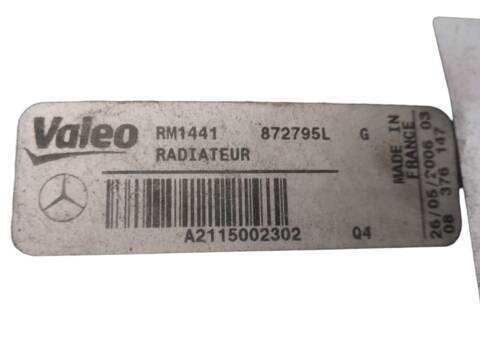 Valeo
RM1441 872795L G
RADIATEUR
A2115002302 Q4
MADE IN
FRANCE
26/05/2006 03
08 376 147